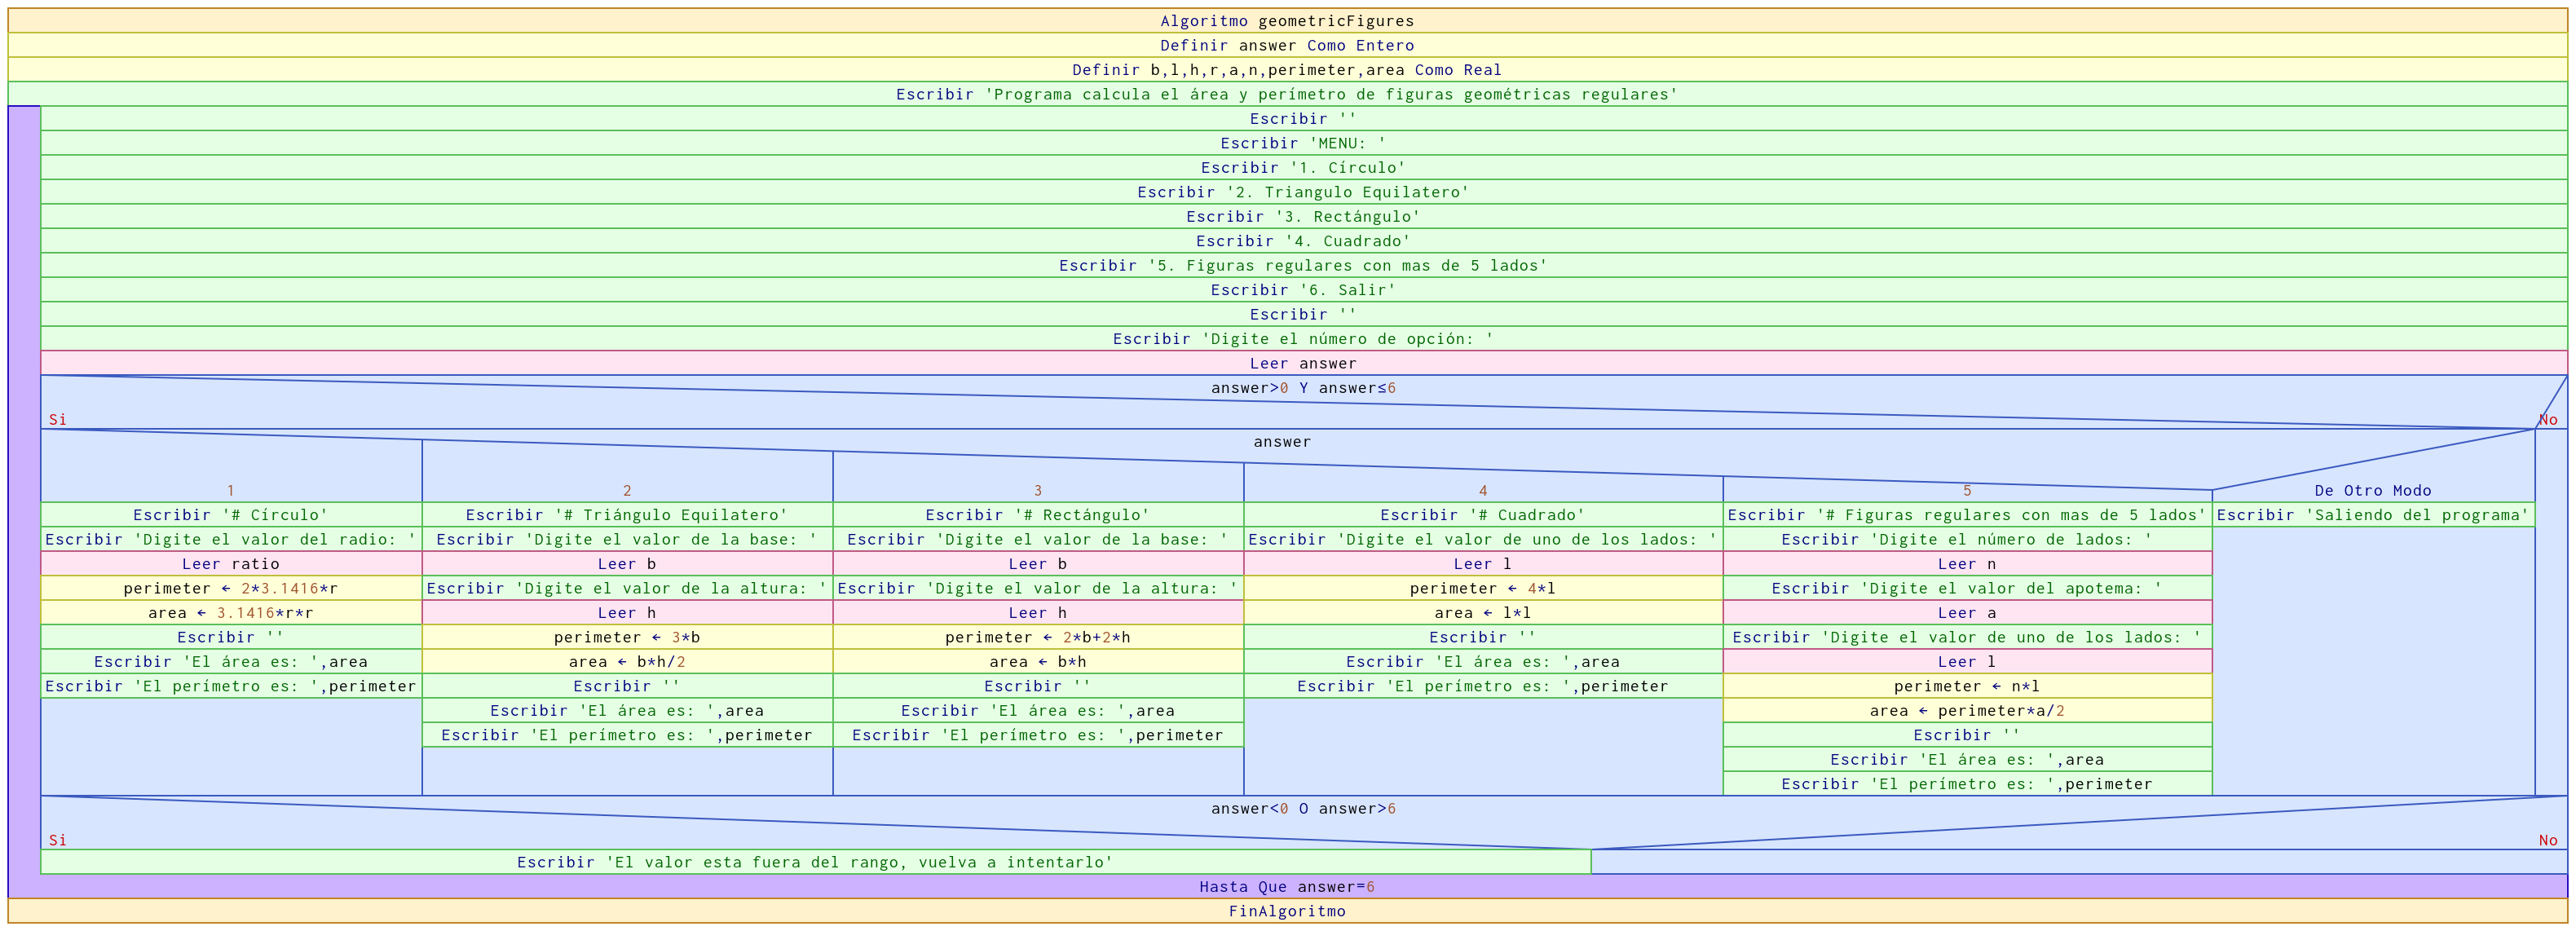 Algoritmo geometricFigures
Definir answer Como Entero
Definir b,l,h,r,a,n,perimeter,area Como Real
Escribir 'Programa calcula el área y perímetro de figuras geométricas regulares'
Escribir ''
Escribir 'MENU: '
Escribir '1. Círculo'
Escribir '2. Triangulo Equilatero'
Escribir '3. Rectángulo'
Escribir '4. Cuadrado'
Escribir '5. Figuras regulares con mas de 5 lados'
Escribir '6. Salir'
Escribir ''
Escribir 'Digite el número de opción: '
Leer answer
answer>0 Y answer≤6
Si
No
answer
1
Escribir '# Círculo'
Escribir 'Digite el valor del radio: '
Leer ratio
perimeter ← 2*3.1416*r
area ← 3.1416*r*r
Escribir ''
Escribir 'El área es: ',area
Escribir 'El perímetro es: ',perimeter
2
Escribir '# Triángulo Equilatero'
Escribir 'Digite el valor de la base: '
Leer b
Escribir 'Digite el valor de la altura: '
Leer h
perimeter ← 3*b
area ← b*h/2
Escribir ''
Escribir 'El área es: ',area
Escribir 'El perímetro es: ',perimeter
3
Escribir '# Rectángulo'
Escribir 'Digite el valor de la base: '
Leer b
Escribir 'Digite el valor de la altura: '
Leer h
perimeter ← 2*b+2*h
area ← b*h
Escribir ''
Escribir 'El área es: ',area
Escribir 'El perímetro es: ',perimeter
4
Escribir '# Cuadrado'
Escribir 'Digite el valor de uno de los lados: '
Leer l
perimeter ← 4*l
area ← l*l
Escribir ''
Escribir 'El área es: ',area
Escribir 'El perímetro es: ',perimeter
5
Escribir '# Figuras regulares con mas de 5 lados'
Escribir 'Digite el número de lados: '
Leer n
Escribir 'Digite el valor del apotema: '
Leer a
Escribir 'Digite el valor de uno de los lados: '
Leer l
perimeter ← n*l
area ← perimeter*a/2
Escribir ''
Escribir 'El área es: ',area
Escribir 'El perímetro es: ',perimeter
De Otro Modo
Escribir 'Saliendo del programa'
answer<0 O answer>6
Si
No
Escribir 'El valor esta fuera del rango, vuelva a intentarlo'
Hasta Que answer=6
FinAlgoritmo